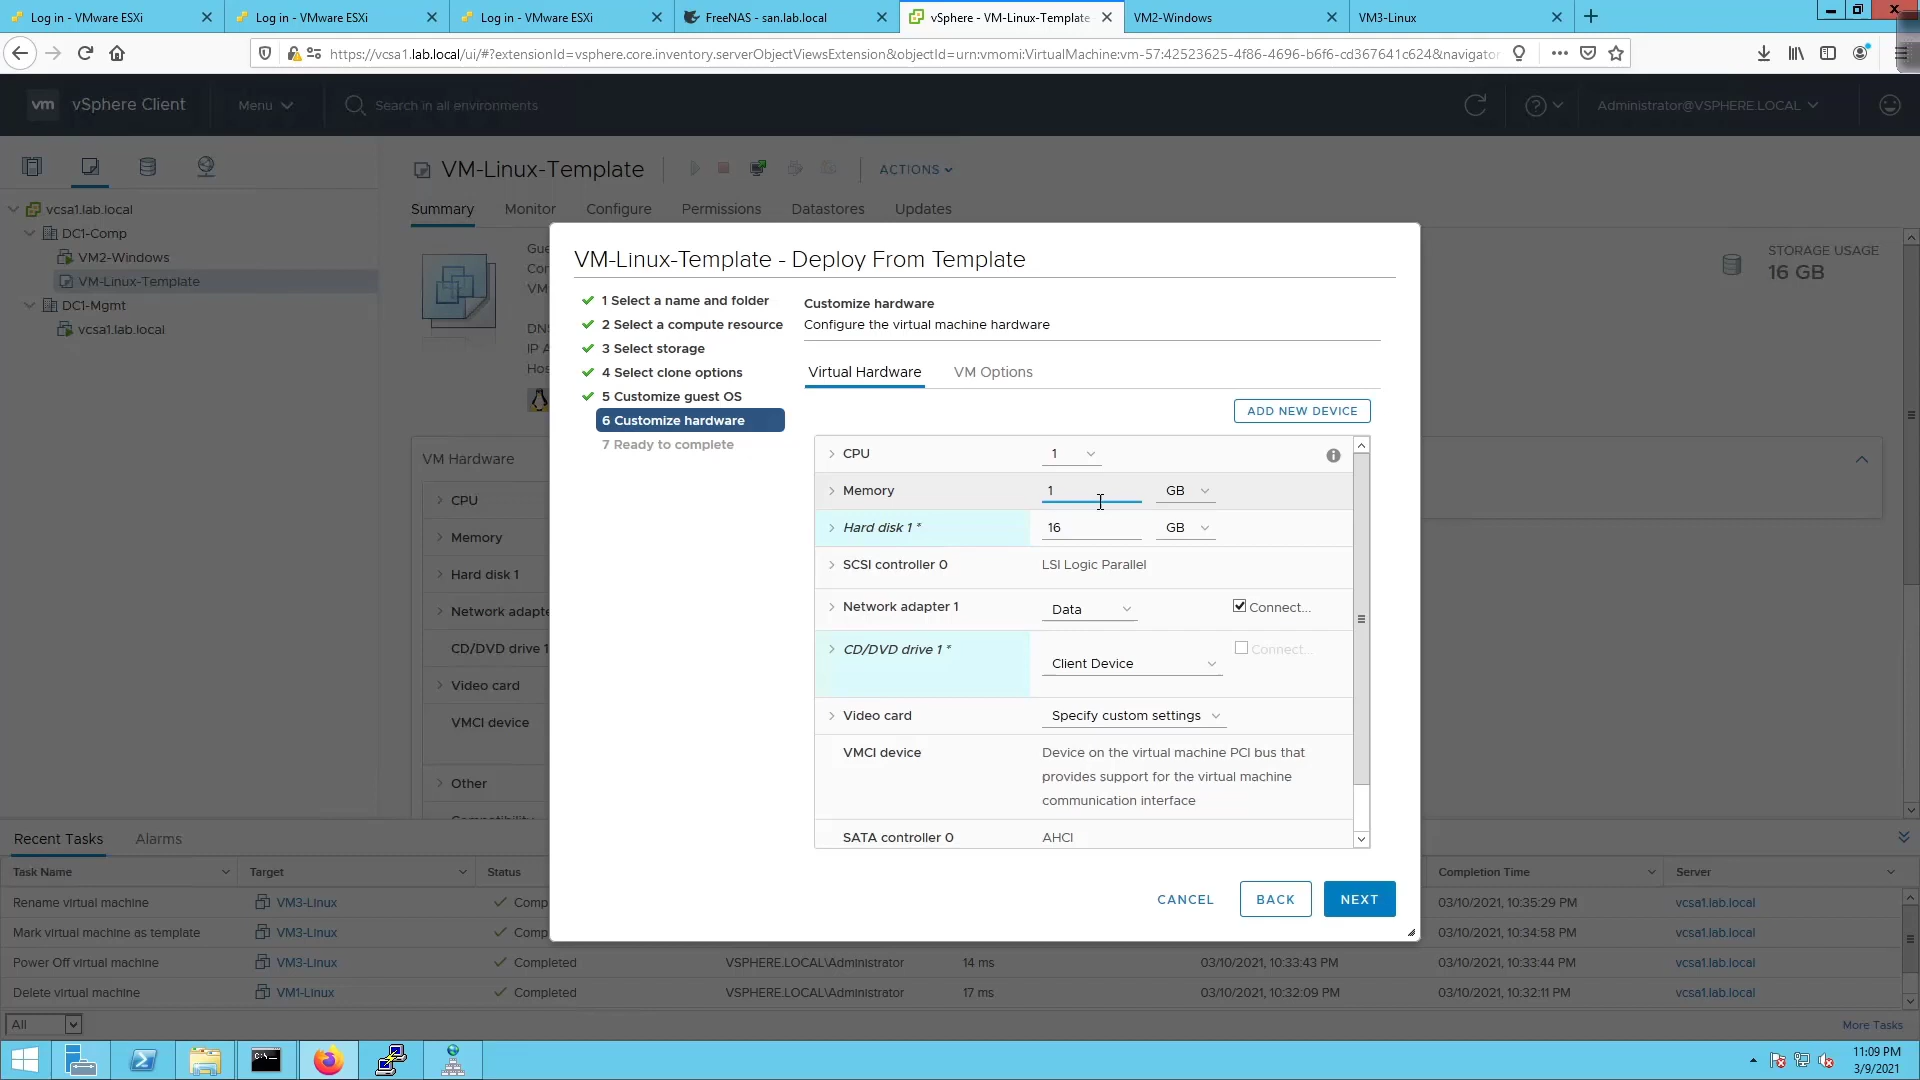 Log in - VMware ESXi
Log in - VMware ESXi
Log in - VMware ESXi
FreeNAS - san.lab.local
vSphere - VM-Linux-Template
VM2-Windows
VM3-Linux
https://vcsa1.lab.local/ui/#?extensionId=vsphere.core.inventory.serverObjectViewsExtension&objectId=urn:vmomi:VirtualMachine:vm-57:42523625-4f86-4696-b6f6-cd367641c624&navigator
vm vSphere Client
Menu
Search in all environments
Administrator@VSPHERE.LOCAL
vcsa1.lab.local
DC1-Comp
VM2-Windows
VM-Linux-Template
DC1-Mgmt
vcsa1.lab.local
VM-Linux-Template
ACTIONS
Summary
Monitor
Configure
Permissions
Datastores
Updates
Gue
Con
VM
DN
IP A
Hos
STORAGE USAGE
16 GB
VM Hardware
CPU
Memory
Hard disk 1
Network adapte
CD/DVD drive 1
Video card
VMCI device
Other
VM-Linux-Template - Deploy From Template
1 Select a name and folder
2 Select a compute resource
3 Select storage
4 Select clone options
5 Customize guest OS
6 Customize hardware
7 Ready to complete
Customize hardware
Configure the virtual machine hardware
Virtual Hardware
VM Options
ADD NEW DEVICE
CPU 1
Memory 1 GB
Hard disk 1 * 16 GB
SCSI controller 0 LSI Logic Parallel
Network adapter 1 Data Connect...
CD/DVD drive 1 * Client Device Connect...
Video card Specify custom settings
VMCI device Device on the virtual machine PCI bus that
provides support for the virtual machine
communication interface
SATA controller 0 AHCI
CANCEL
BACK
NEXT
Recent Tasks
Alarms
Task Name Target Status Completion Time Server
Rename virtual machine VM3-Linux Comp 03/10/2021, 10:35:29 PM vcsa1.lab.local
Mark virtual machine as template VM3-Linux Comp 03/10/2021, 10:34:58 PM vcsa1.lab.local
Power Off virtual machine VM3-Linux Completed VSPHERE.LOCAL\Administrator 14 ms 03/10/2021, 10:33:43 PM 03/10/2021, 10:33:44 PM vcsa1.lab.local
Delete virtual machine VM1-Linux Completed VSPHERE.LOCAL\Administrator 17 ms 03/10/2021, 10:32:09 PM 03/10/2021, 10:32:11 PM vcsa1.lab.local
All
More Tasks
11:09 PM
3/9/2021